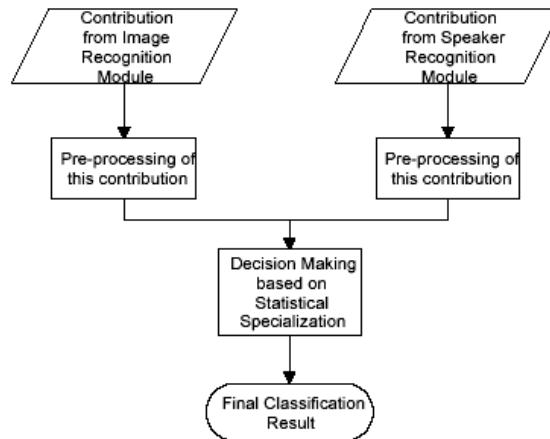 Contribution
from Image
Recognition
Module
Contribution
from Speaker
Recognition
Module
Pre-processing of
this contribution
Pre-processing of
this contribution
Decision Making
based on
Statistical
Specialization
Final Classification
Result